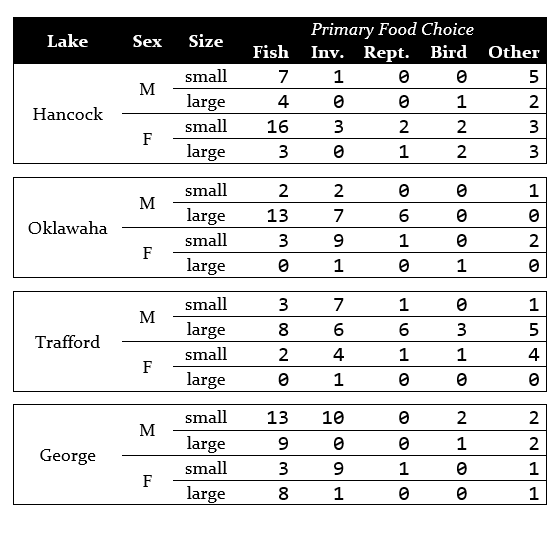 Primary Food Choice
Lake Sex Size Fish Inv. Rept. Bird Other
Hancock M small 7 1 0 0 5
large 4 0 0 1 2
F small 16 3 2 2 3
large 3 0 1 2 3
Oklawaha M small 2 2 0 0 1
large 13 7 6 0 0
F small 3 9 1 0 2
large 0 1 0 1 0
Trafford M small 3 7 1 0 1
large 8 6 6 3 5
F small 2 4 1 1 4
large 0 1 0 0 0
George M small 13 10 0 2 2
large 9 0 0 1 2
F small 3 9 1 0 1
large 8 1 0 0 1